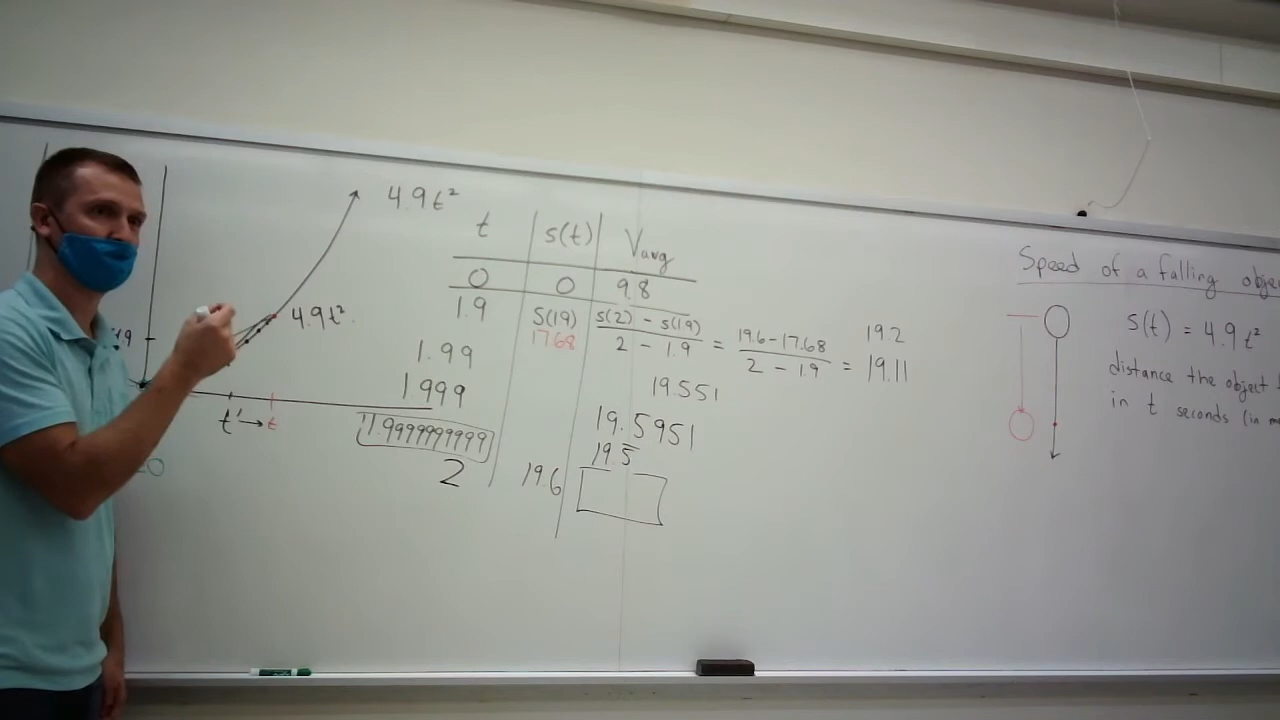 4.9t²
t s(t) Vavg
0 0 9.8
1.9 S(1.9) s(2) - s(1.9) / 2 - 1.9 = 19.6-17.68 / 2 - 1.9 = 19.11
17.68
19.2
1.99 19.551
1.999 19.5951
1.9999999999 19.5
2 19.6
4.9t²
t' → t
Speed of a falling obje
s(t) = 4.9t²
distance the object
in t seconds (in m